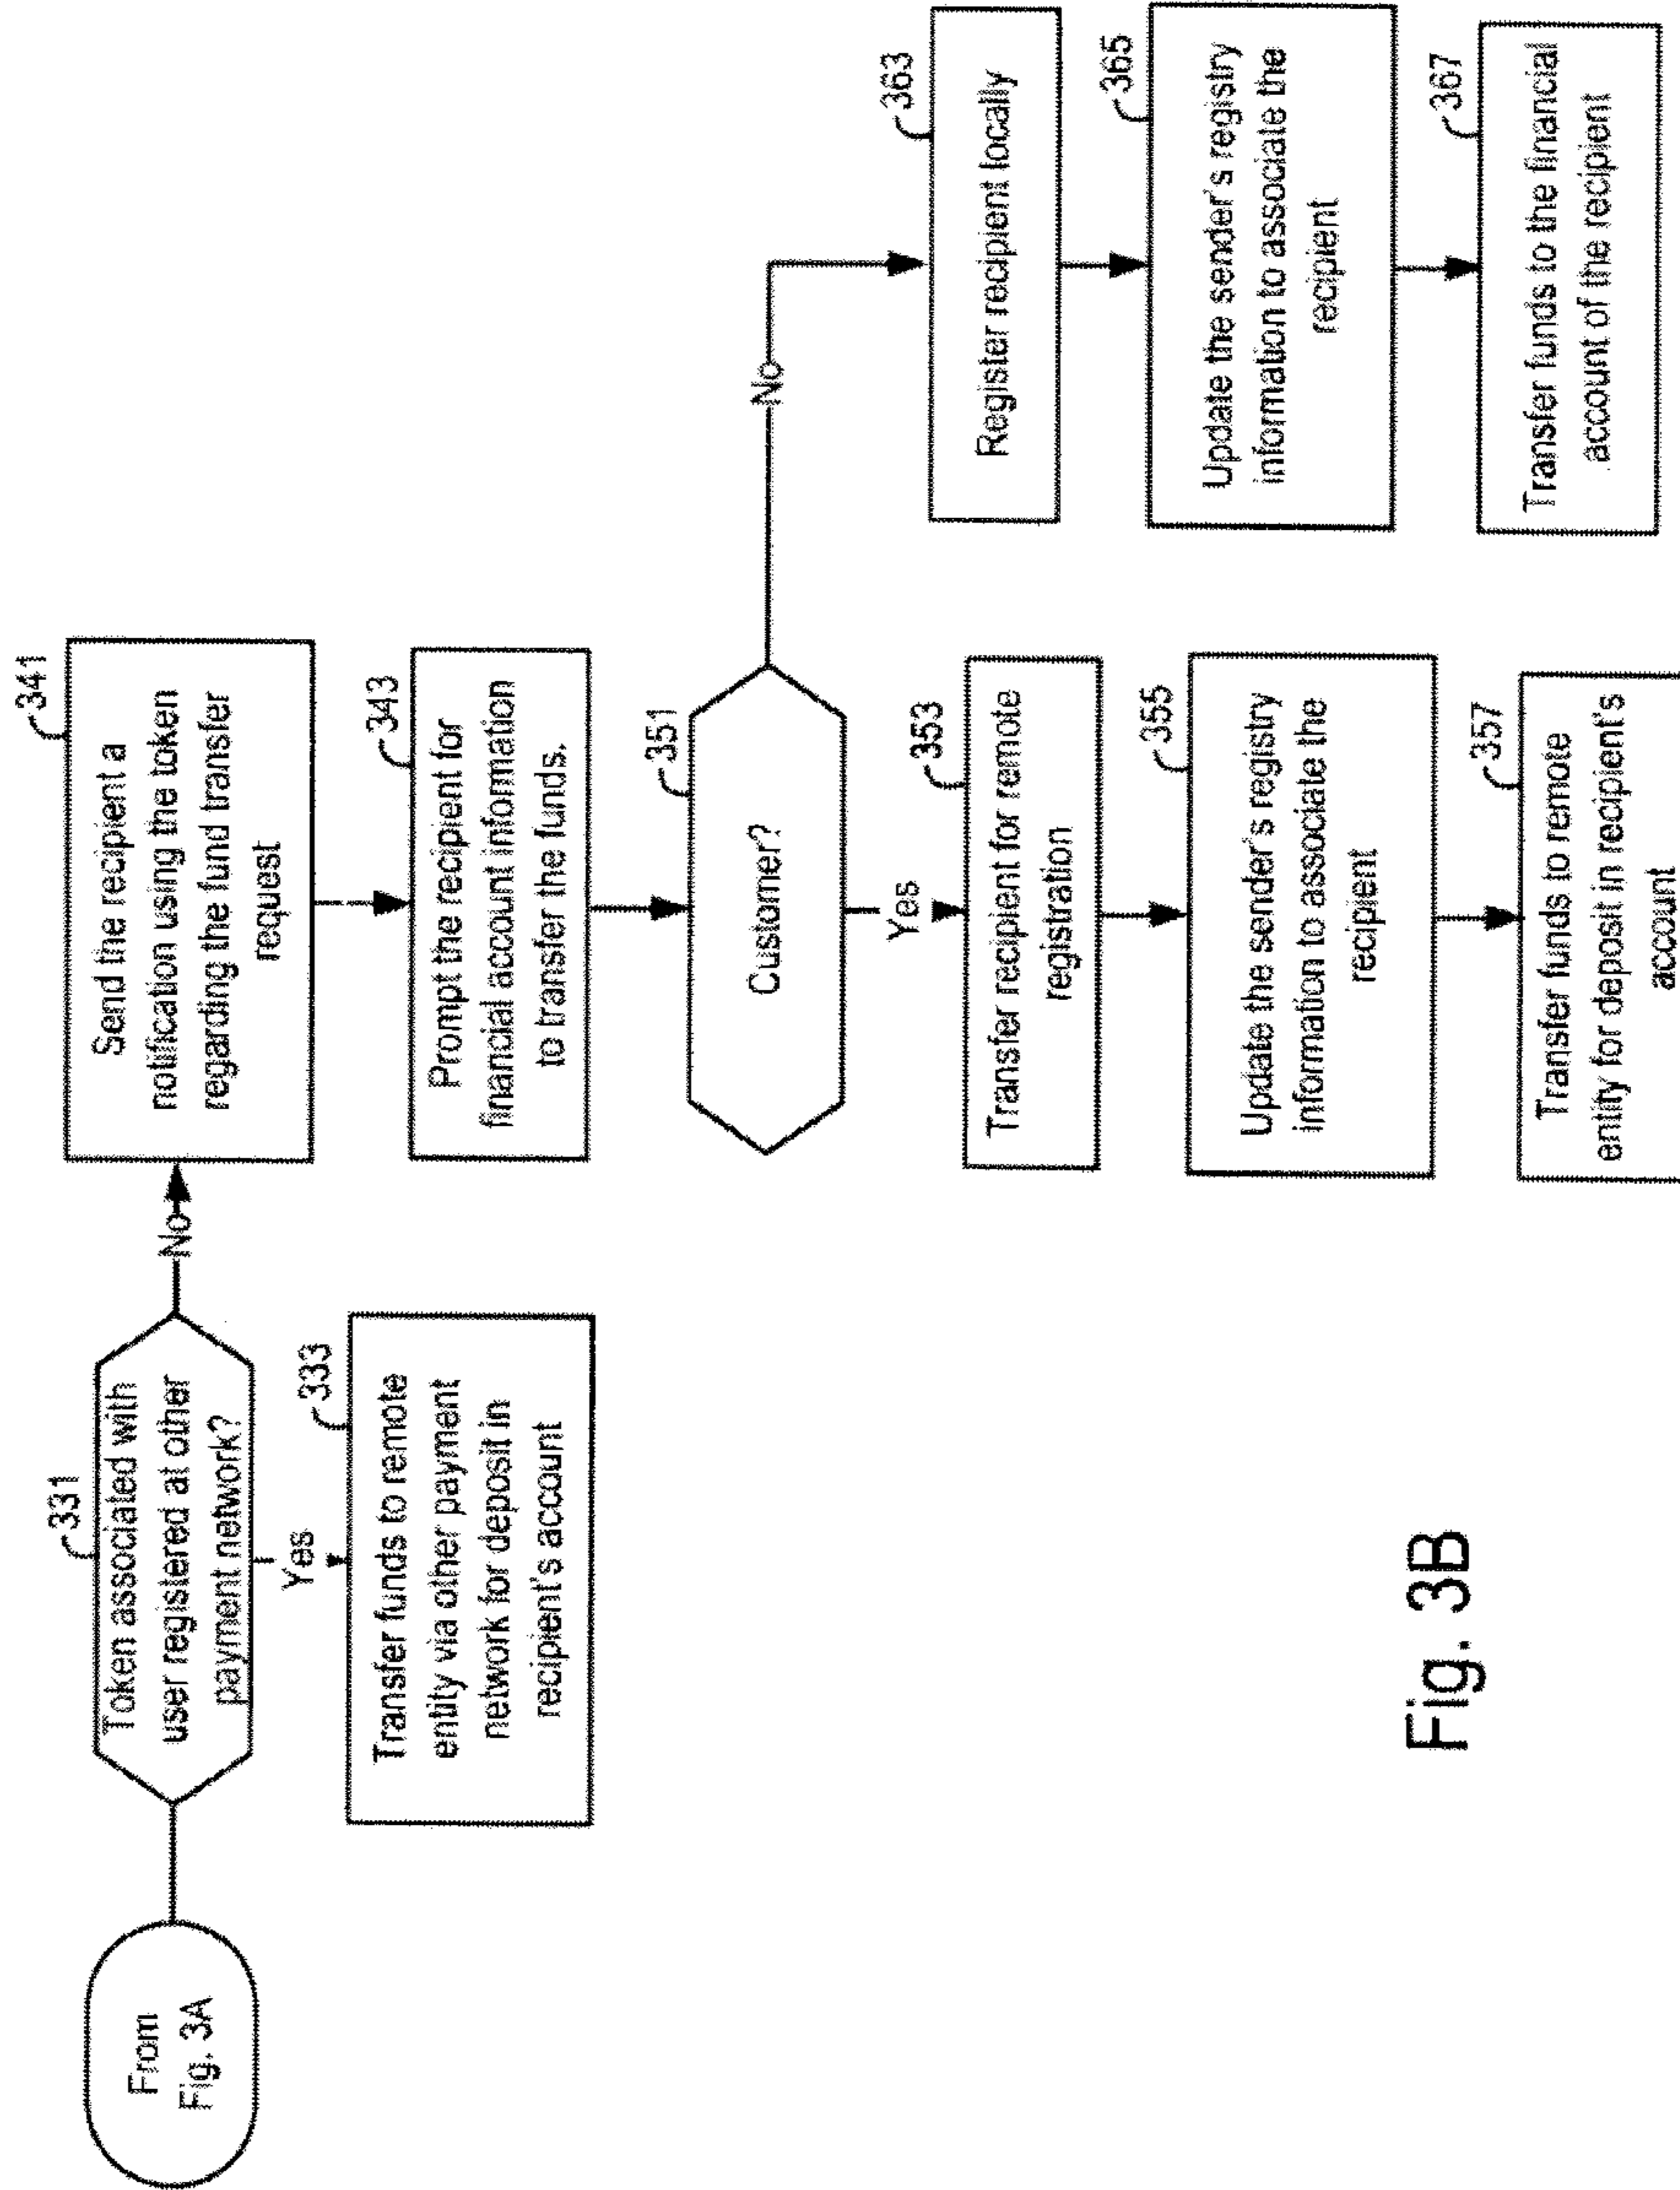 From
Fig. 3A
331
Token associated with
user registered at other
payment network?
No
Yes
333
Transfer funds to remote
entity via other payment
network for deposit in
recipient's account
341
Send the recipient a
notification using the token
regarding the fund transfer
request
343
Prompt the recipient for
financial account information
to transfer the funds.
351
Customer?
No
Yes
353
Transfer recipient for remote
registration
355
Update the sender's registry
information to associate the
recipient
357
Transfer funds to remote
entity for deposit in recipient's
account
363
Register recipient locally
365
Update the sender's registry
information to associate the
recipient
367
Transfer funds to the financial
account of the recipient
Fig. 3B